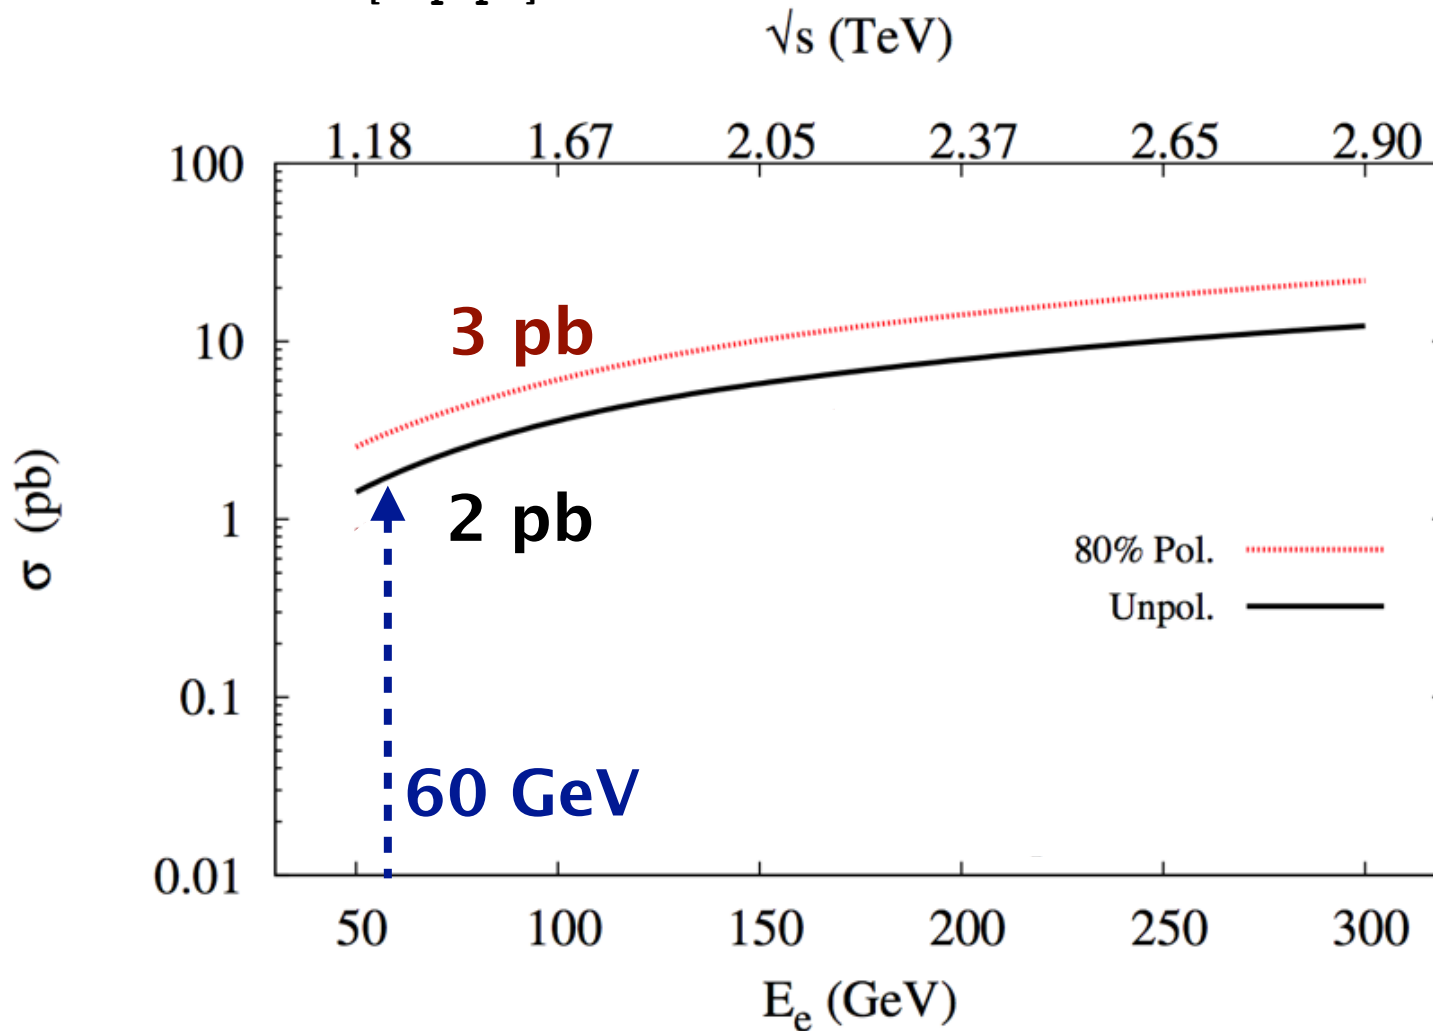 √s (TeV)
1.18 1.67 2.05 2.37 2.65 2.90
100
10
1
0.1
0.01
σ (pb)
3 pb
2 pb
80% Pol.
Unpol.
60 GeV
50 100 150 200 250 300
E_e (GeV)